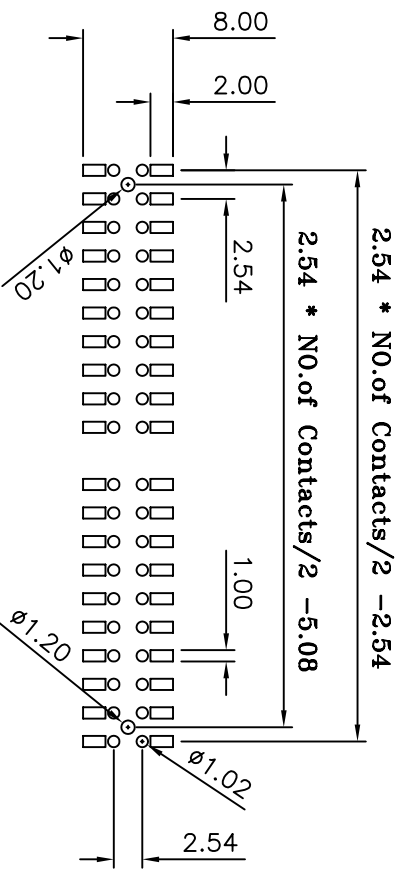 8.00
2.00
2.54 * NO.of Contacts/2 -2.54
2.54 * NO.of Contacts/2 -5.08
2.54
ø1.20
1.00
ø1.20
ø1.02
2.54